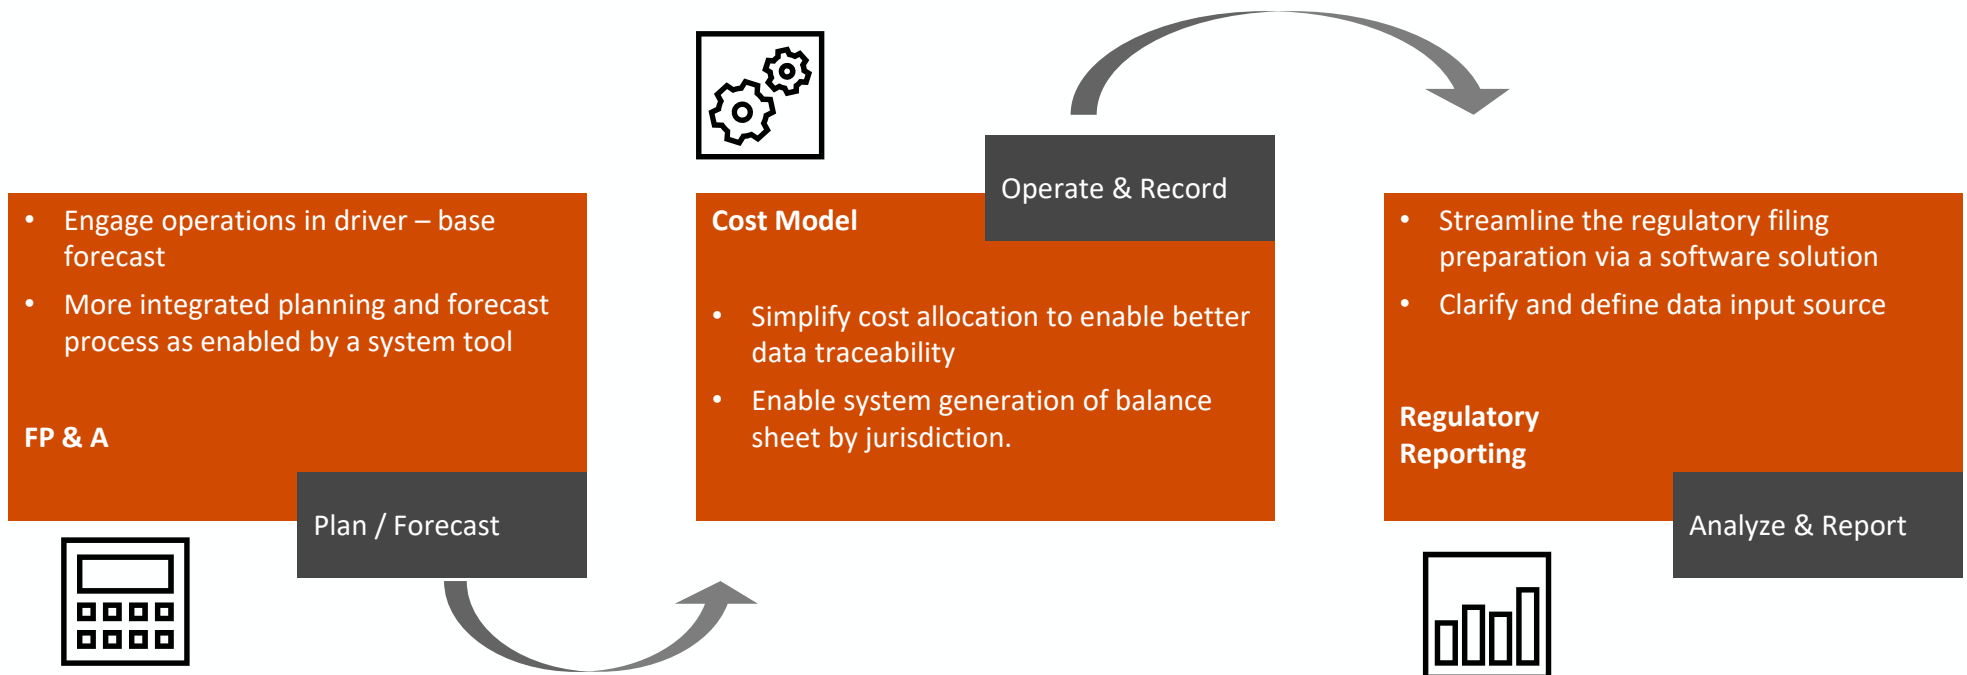 • Engage operations in driver – base
forecast
• More integrated planning and forecast
process as enabled by a system tool
FP & A
Plan / Forecast
Operate & Record
Cost Model
• Simplify cost allocation to enable better
data traceability
• Enable system generation of balance
sheet by jurisdiction.
• Streamline the regulatory filing
preparation via a software solution
• Clarify and define data input source
Regulatory
Reporting
Analyze & Report